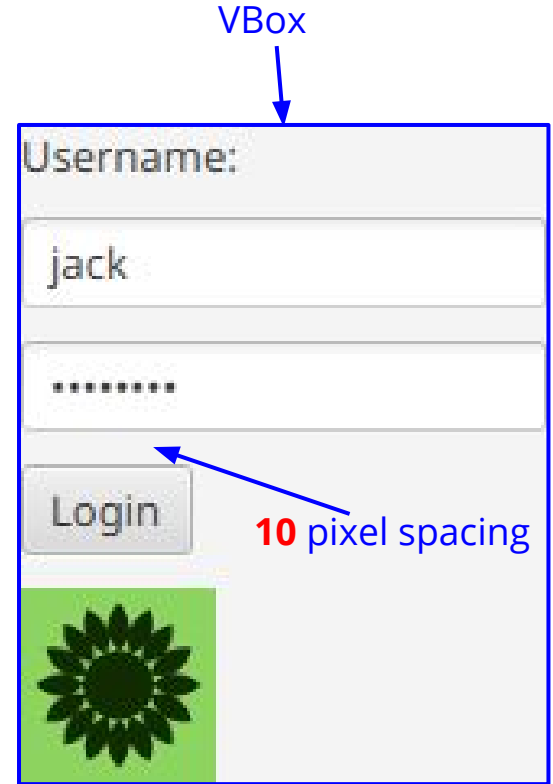 VBox
Username:
jack
••••••••
Login
10 pixel spacing